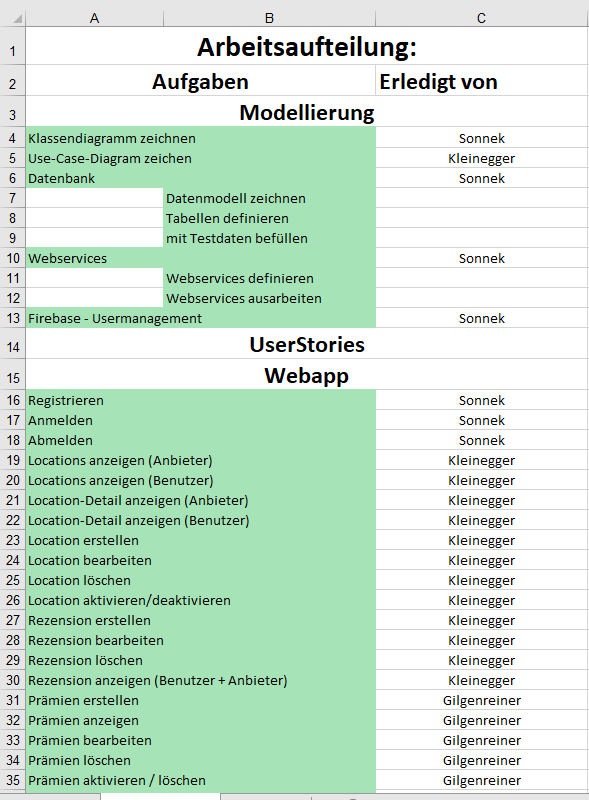 A B C
1 Arbeitsaufteilung:
2 Aufgaben Erledigt von
3 Modellierung
4 Klassendiagramm zeichnen Sonnek
5 Use-Case-Diagram zeichen Kleinegger
6 Datenbank Sonnek
7 Datenmodell zeichnen
8 Tabellen definieren
9 mit Testdaten befüllen
10 Webservices Sonnek
11 Webservices definieren
12 Webservices ausarbeiten
13 Firebase - Usermanagement Sonnek
14 UserStories
15 Webapp
16 Registrieren Sonnek
17 Anmelden Sonnek
18 Abmelden Sonnek
19 Locations anzeigen (Anbieter) Kleinegger
20 Locations anzeigen (Benutzer) Kleinegger
21 Location-Detail anzeigen (Anbieter) Kleinegger
22 Location-Detail anzeigen (Benutzer) Kleinegger
23 Location erstellen Kleinegger
24 Location bearbeiten Kleinegger
25 Location löschen Kleinegger
26 Location aktivieren/deaktivieren Kleinegger
27 Rezension erstellen Kleinegger
28 Rezension bearbeiten Kleinegger
29 Rezension löschen Kleinegger
30 Rezension anzeigen (Benutzer + Anbieter) Kleinegger
31 Prämien erstellen Gilgenreiner
32 Prämien anzeigen Gilgenreiner
33 Prämien bearbeiten Gilgenreiner
34 Prämien löschen Gilgenreiner
35 Prämien aktivieren / löschen Gilgenreiner